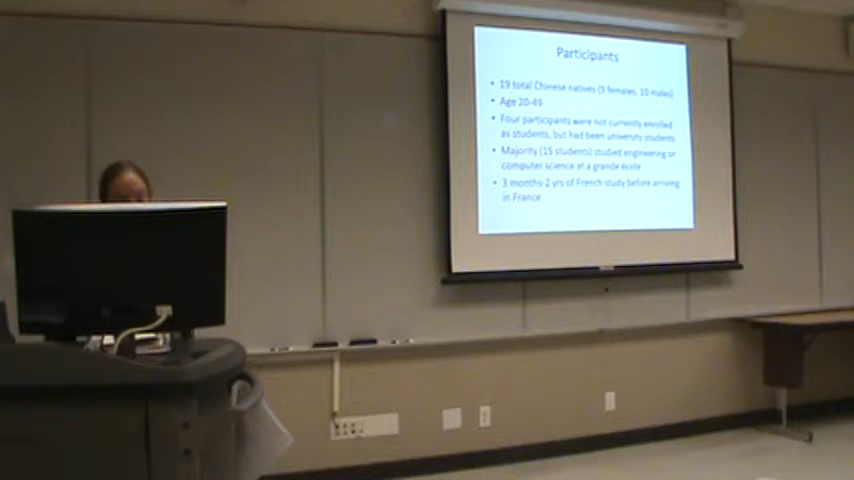 Participants
• 19 total Chinese natives (9 females, 10 males)
• Age 20-49
• Four participants were not currently enrolled
as students, but had been university students
• Majority (15 students) studied engineering or
computer science at a grande école
• 3 months-2 yrs of French study before arriving
in France